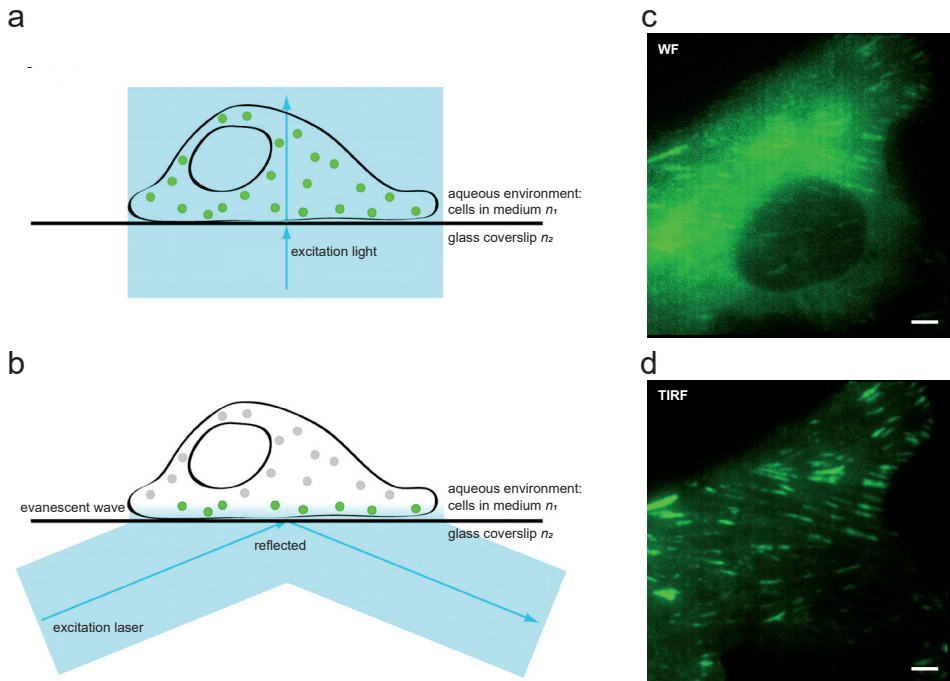 a
aqueous environment:
cells in medium n₁
glass coverslip n₂
excitation light
b
evanescent wave
aqueous environment:
cells in medium n₁
glass coverslip n₂
reflected
excitation laser
c
WF
d
TIRF